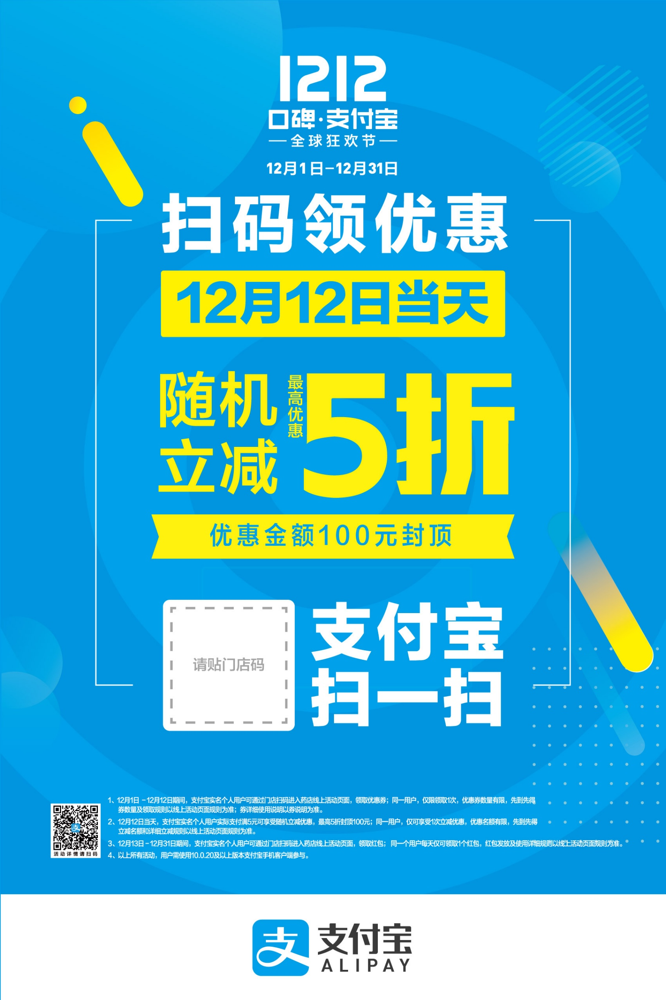 1212
口碑·支付宝
全球狂欢节
12月1日-12月31日
扫码领优惠
12月12日当天
随机
立减
最高优惠
5折
优惠金额100元封顶
请贴门店码
支付宝
扫一扫
1、12月1日 -12月12日期间，支付宝实名个人用户可通过门店扫码进入药店线上活动页面，领取优惠券；同一用户，仅限领取1次，优惠券数量有限，先到先得
券数量及领取规则以线上活动页面规则为准；券详细使用说明以券说明为准。
2、12月12日当天，支付宝实名个人用户实际支付满5元可享受随机立减优惠，最高5折封顶100元；同一用户，仅可享受1次立减优惠，优惠名额有限，先到先得
立减名额和详细立减规则以线上活动页面规则为准。
3、12月13日-12月31日期间，支付宝实名个人用户可通过门店扫码进入药店线上活动页面，领取红包； 同一个用户每天仅可领取1个红包，红包发放及使用详细规则以线上活动页面规则为准。
4、以上所有活动，用户需使用10.0.20及以上版本支付宝手机客户端参与。
支
活动详情请扫码
支
支付宝
ALIPAY